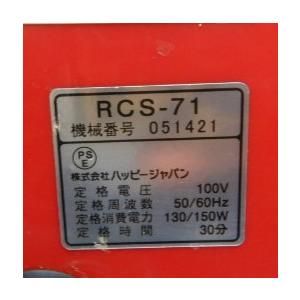 RCS-71
機械番号 051421
PS
E
株式会社ハッピージャパン
定格電圧 100V
定格周波数 50/60Hz
定格消費電力 130/150W
定格時間 30分